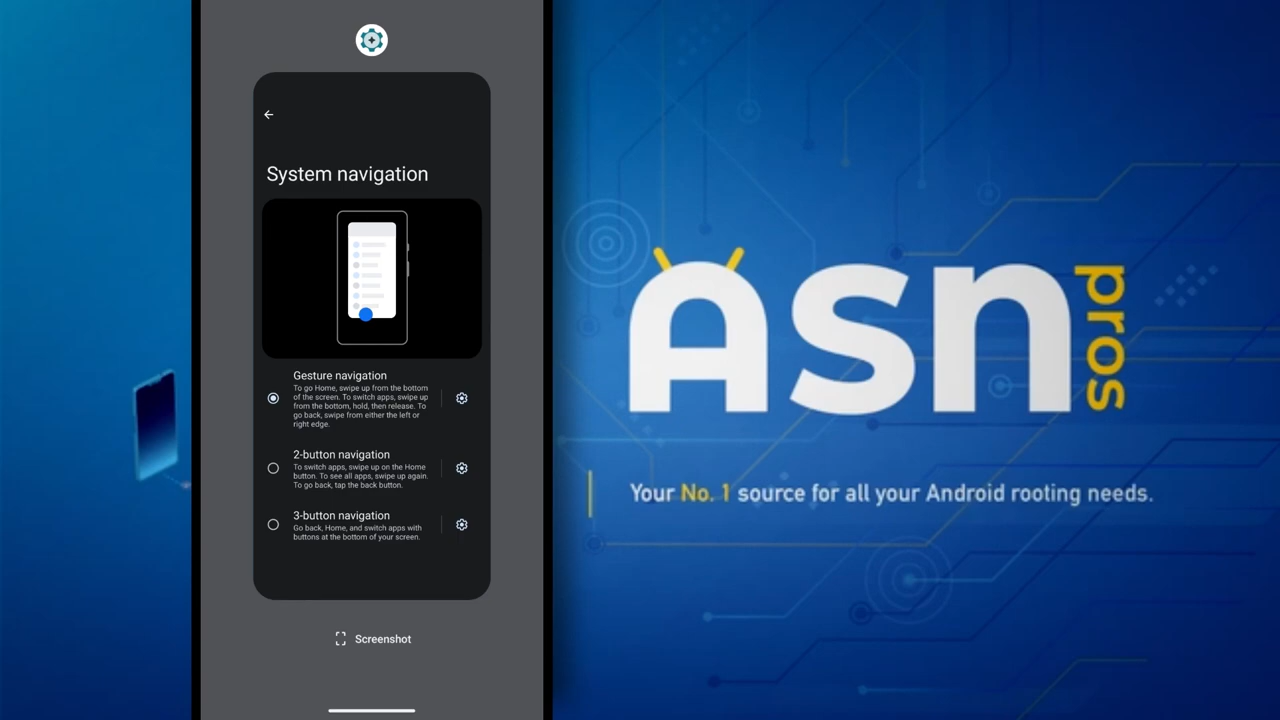 System navigation
Gesture navigation
To go Home, swipe up from the bottom
of the screen. To switch apps, swipe up
from the bottom, hold, then release. To
go back, swipe from either the left or
right edge.
2-button navigation
To switch apps, swipe up on the Home
button. To see all apps, swipe up again.
To go back, tap the back button.
3-button navigation
Go back, Home, and switch apps with
buttons at the bottom of your screen.
Screenshot
Asn
pros
Your No. 1 source for all your Android rooting needs.